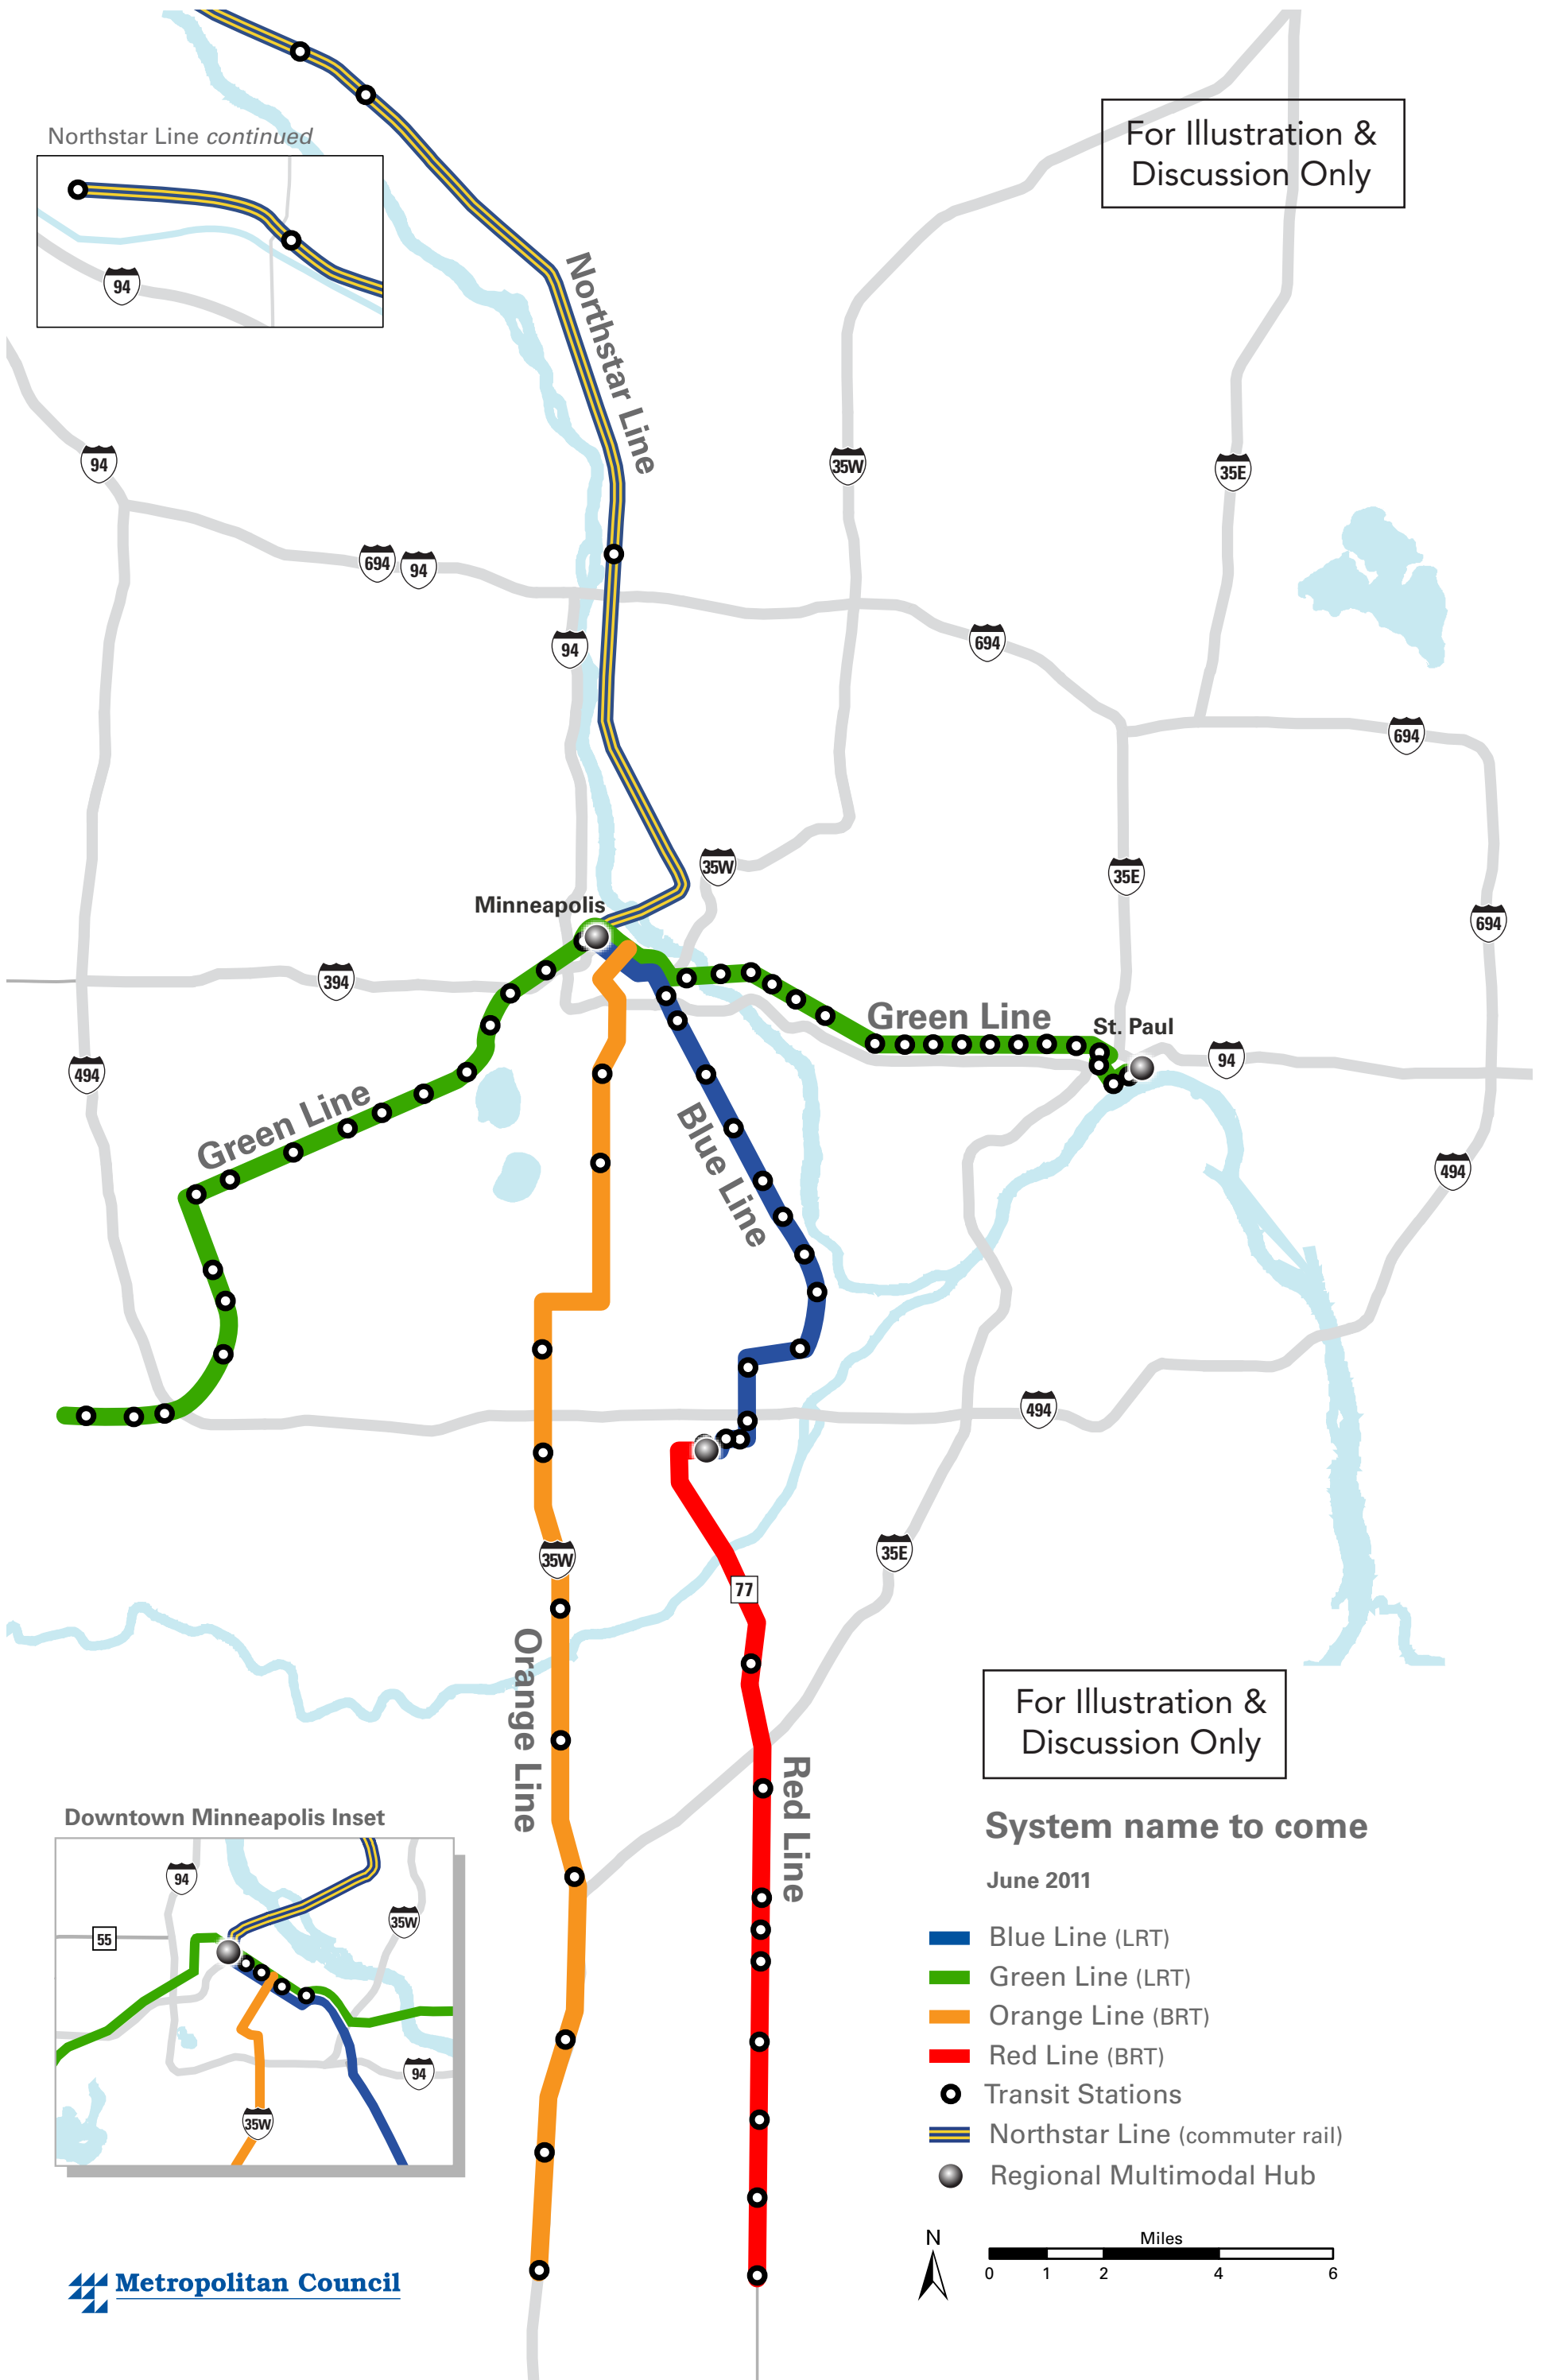 For Illustration &
Discussion Only
Northstar Line continued
94
Northstar Line
94
35W
35E
694
94
94
694
694
35W
35E
Minneapolis
694
394
Green Line
St. Paul
94
494
Green Line
Blue Line
494
494
35W
35E
77
Orange Line
Red Line
For Illustration &
Discussion Only
Downtown Minneapolis Inset
94
55
35W
94
35W
System name to come
June 2011
Blue Line (LRT)
Green Line (LRT)
Orange Line (BRT)
Red Line (BRT)
Transit Stations
Northstar Line (commuter rail)
Regional Multimodal Hub
N
Miles
0 1 2 4 6
Metropolitan Council